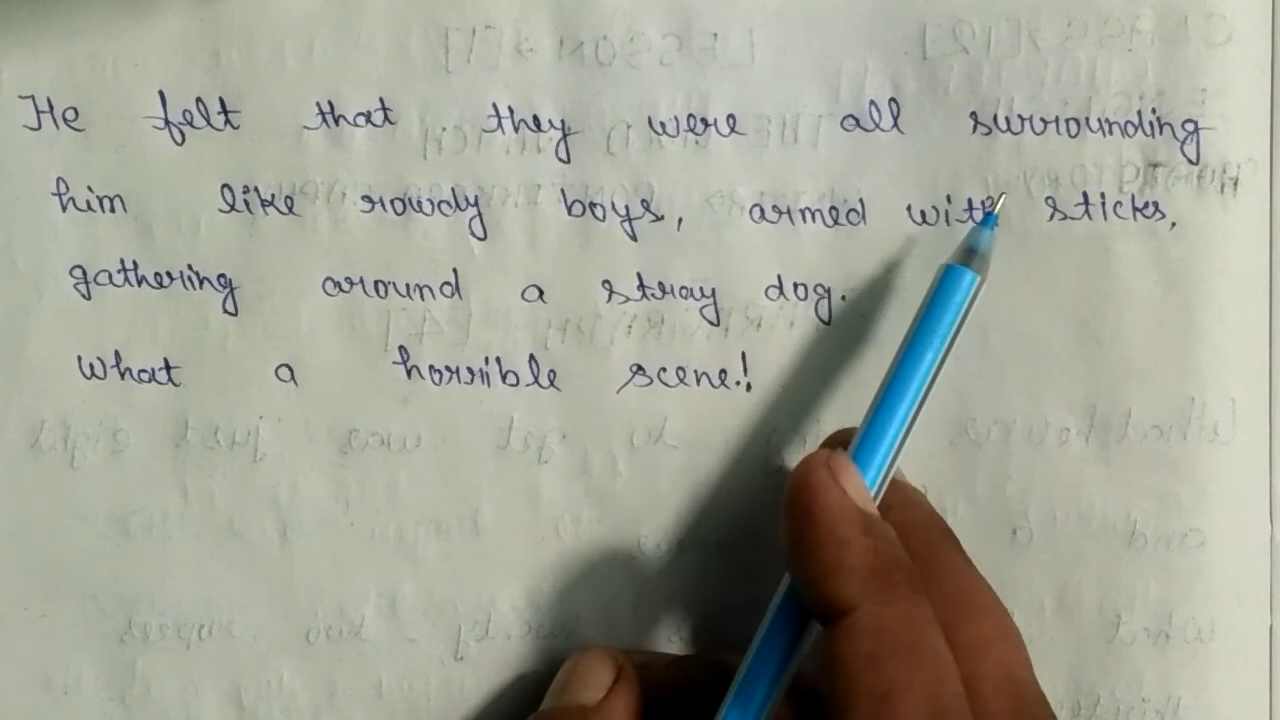 He felt that they were all surrounding
him like rowdy boys, armed with sticks,
gathering around a stray dog.
What a horrible scene!